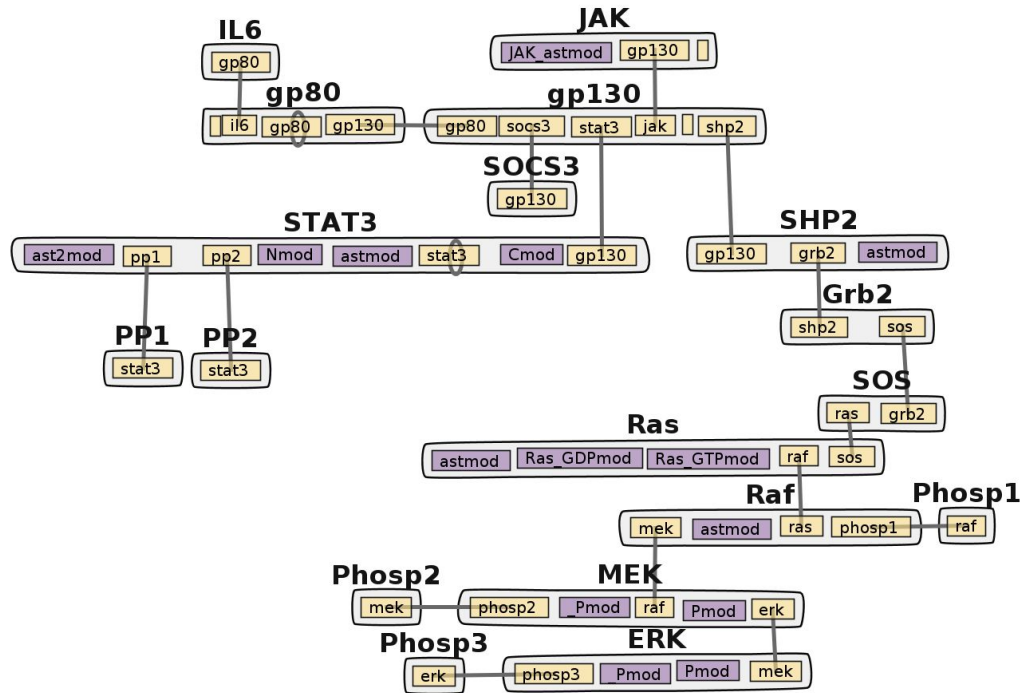 JAK
IL6
JAK_astmod gp130
gp80
gp80 gp130
il6 gp80 gp130 gp80 socs3 stat3 jak shp2
SOCS3
gp130
STAT3 SHP2
ast2mod pp1 pp2 Nmod astmod stat3 Cmod gp130 gp130 grb2 astmod
Grb2
shp2 sos
PP1 PP2
stat3 stat3
SOS
ras grb2
Ras
astmod Ras_GDPmod Ras_GTPmod raf sos
Raf Phosp1
mek astmod ras phosp1 raf
Phosp2 MEK
mek phosp2 _Pmod raf Pmod erk
Phosp3 ERK
erk phosp3 _Pmod Pmod mek